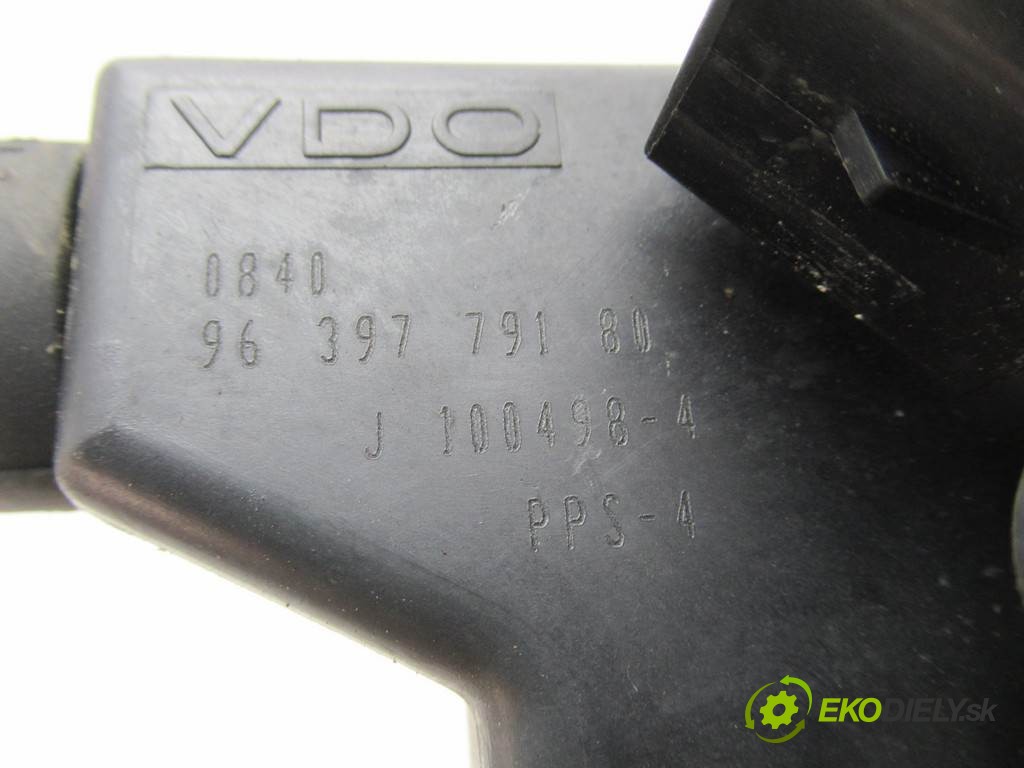 VDO
0840
96 397 791 80
J 100498-4
PPS-4
EKODIELY.sk